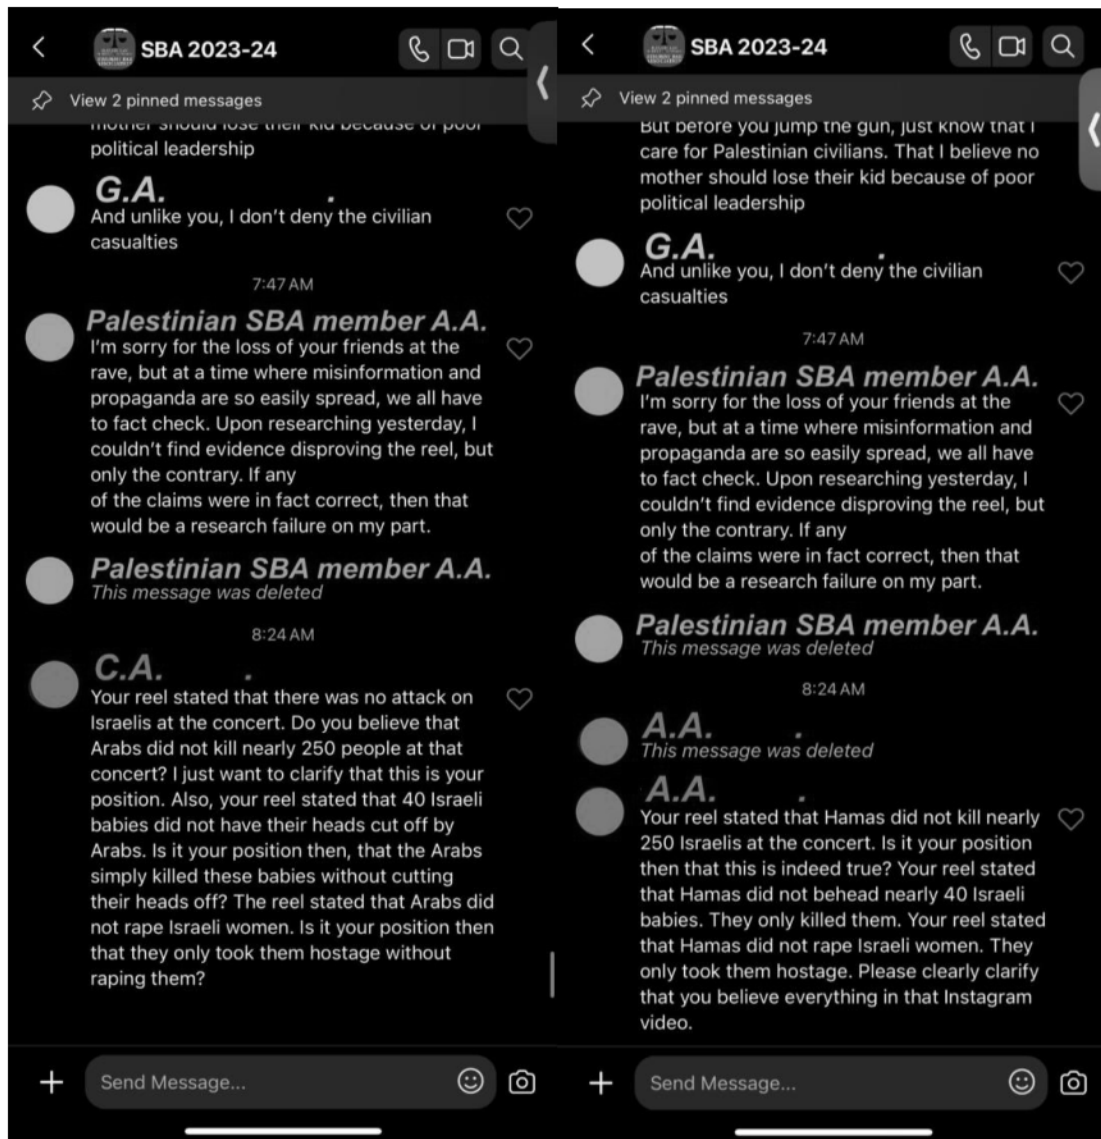 SBA 2023-24
View 2 pinned messages
mother should lose their kid because of poor
political leadership
G.A. .
And unlike you, I don't deny the civilian
casualties
7:47 AM
Palestinian SBA member A.A.
I'm sorry for the loss of your friends at the
rave, but at a time where misinformation and
propaganda are so easily spread, we all have
to fact check. Upon researching yesterday, I
couldn't find evidence disproving the reel, but
only the contrary. If any
of the claims were in fact correct, then that
would be a research failure on my part.
Palestinian SBA member A.A.
This message was deleted
8:24 AM
C.A. .
Your reel stated that there was no attack on
Israelis at the concert. Do you believe that
Arabs did not kill nearly 250 people at that
concert? I just want to clarify that this is your
position. Also, your reel stated that 40 Israeli
babies did not have their heads cut off by
Arabs. Is it your position then, that the Arabs
simply killed these babies without cutting
their heads off? The reel stated that Arabs did
not rape Israeli women. Is it your position then
that they only took them hostage without
raping them?
Send Message...
SBA 2023-24
View 2 pinned messages
But before you jump the gun, just know that I
care for Palestinian civilians. That I believe no
mother should lose their kid because of poor
political leadership
G.A. .
And unlike you, I don't deny the civilian
casualties
7:47 AM
Palestinian SBA member A.A.
I'm sorry for the loss of your friends at the
rave, but at a time where misinformation and
propaganda are so easily spread, we all have
to fact check. Upon researching yesterday, I
couldn't find evidence disproving the reel, but
only the contrary. If any
of the claims were in fact correct, then that
would be a research failure on my part.
Palestinian SBA member A.A.
This message was deleted
8:24 AM
A.A. .
This message was deleted
A.A. .
Your reel stated that Hamas did not kill nearly
250 Israelis at the concert. Is it your position
then that this is indeed true? Your reel stated
that Hamas did not behead nearly 40 Israeli
babies. They only killed them. Your reel stated
that Hamas did not rape Israeli women. They
only took them hostage. Please clearly clarify
that you believe everything in that Instagram
video.
Send Message...